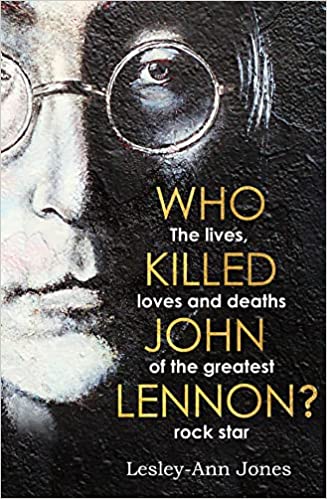 WHO
The lives,
KILLED
loves and deaths
JOHN
of the greatest
LENNON?
rock star
Lesley-Ann Jones